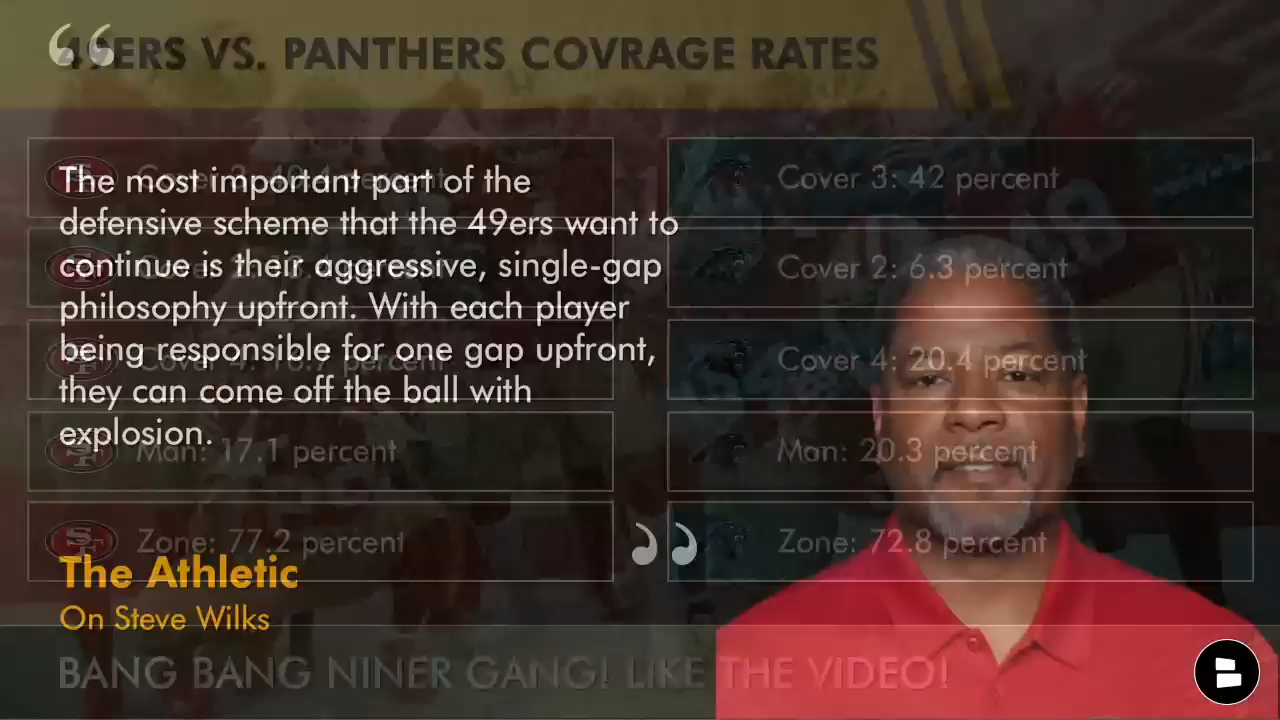 49ERS VS. PANTHERS COVRAGE RATES
The most important part of the
defensive scheme that the 49ers want to
continue is their aggressive, single-gap
philosophy upfront. With each player
being responsible for one gap upfront,
they can come off the ball with
explosion.
The Athletic
On Steve Wilks
Man: 17.1 percent
Zone: 77.2 percent
Cover 3: 42 percent
Cover 2: 6.3 percent
Cover 4: 20.4 percent
Man: 20.3 percent
Zone: 72.8 percent
BANG BANG NINER GANG! LIKE THE VIDEO!